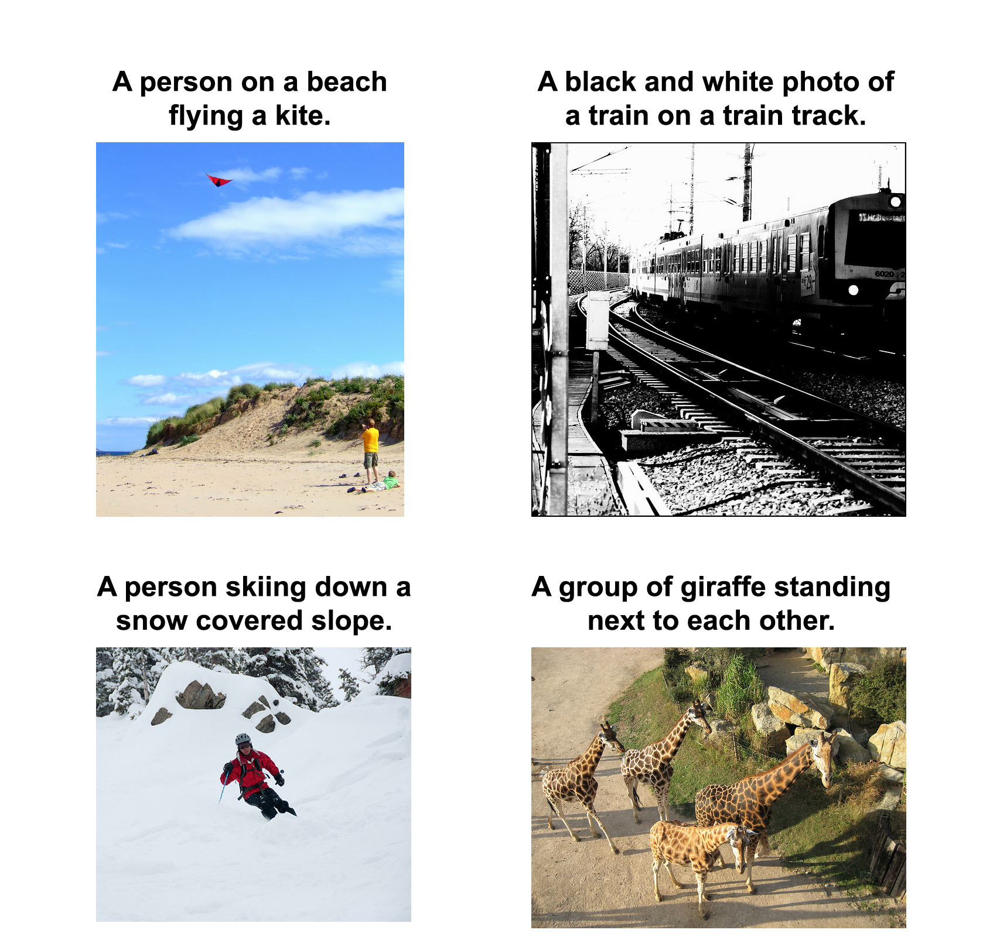 A person on a beach
flying a kite.
A black and white photo of
a train on a train track.
Wr.Neustadt
6020
29,-
A person skiing down a
snow covered slope.
A group of giraffe standing
next to each other.